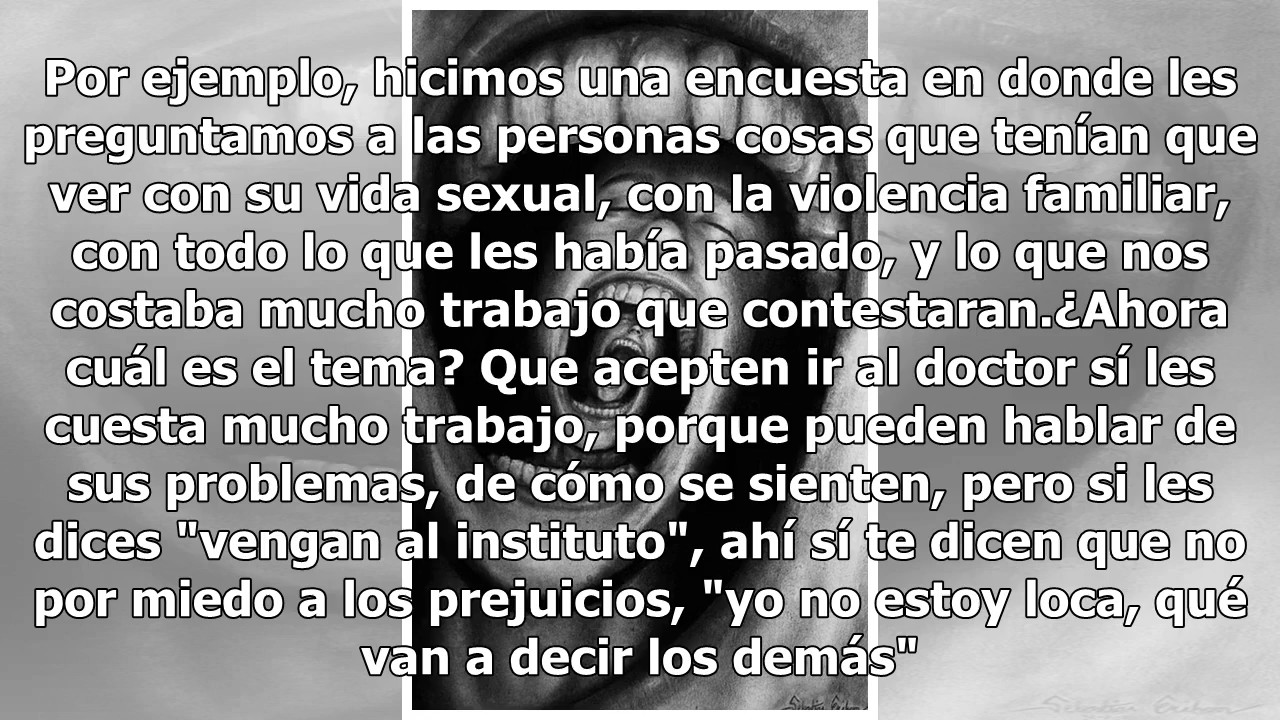 Por ejemplo, hicimos una encuesta en donde les
preguntamos a las personas cosas que tenían que
ver con su vida sexual, con la violencia familiar,
con todo lo que les había pasado, y lo que nos
costaba mucho trabajo que contestaran.¿Ahora
cuál es el tema? Que acepten ir al doctor sí les
cuesta mucho trabajo, porque pueden hablar de
sus problemas, de cómo se sienten, pero si les
dices "vengan al instituto", ahí sí te dicen que no
por miedo a los prejuicios, "yo no estoy loca, qué
van a decir los demás"